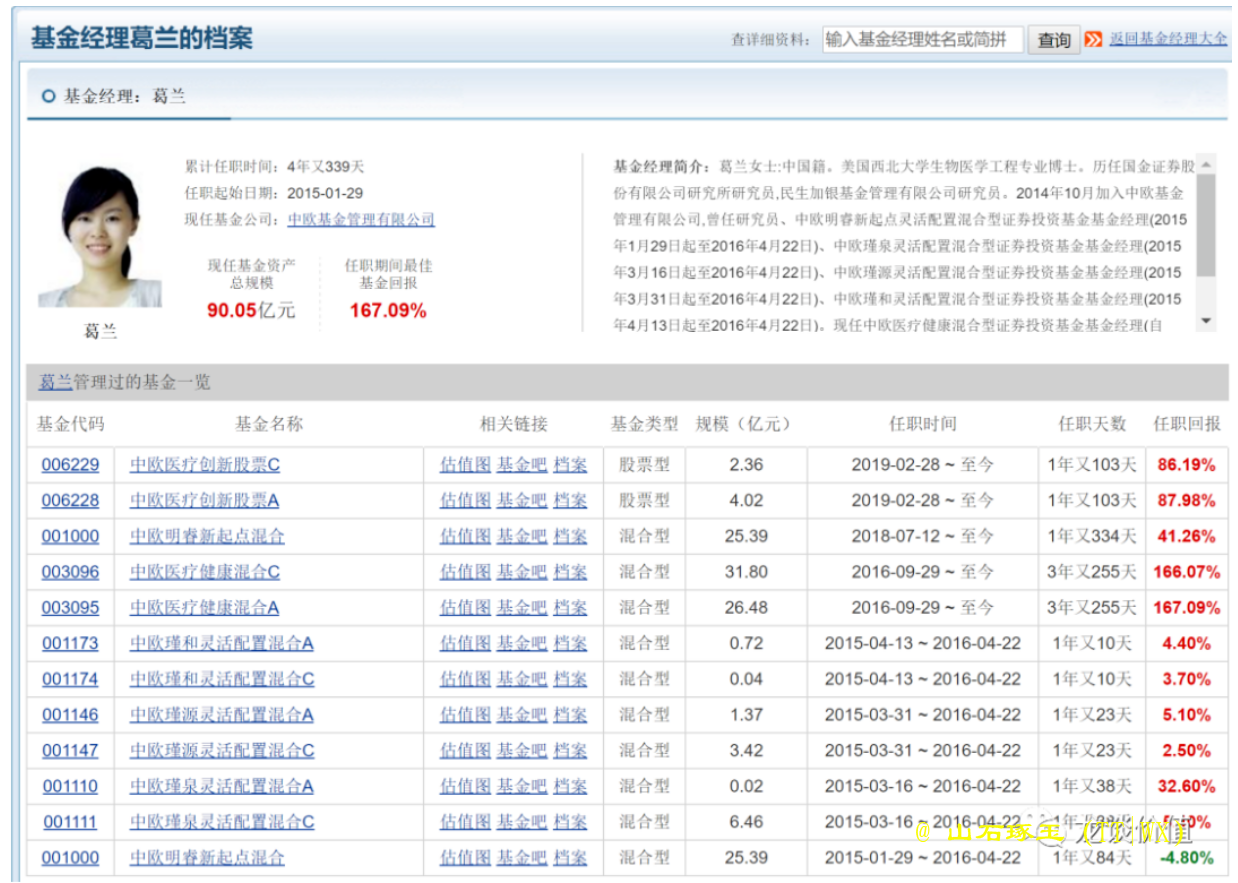 基金经理葛兰的档案
查详细资料: 输入基金经理姓名或简拼 查询 返回基金经理大全
基金经理:葛兰
累计任职时间:4年又339天
任职起始日期:2015-01-29
现任基金公司:中欧基金管理有限公司
现任基金资产 任职期间最佳
总规模 基金回报
90.05亿元 167.09%
葛兰
基金经理简介:葛兰女士:中国籍。美国西北大学生物医学工程专业博士。历任国金证券股
份有限公司研究所研究员,民生加银基金管理有限公司研究员。2014年10月加入中欧基金
管理有限公司,曾任研究员、中欧明睿新起点灵活配置混合型证券投资基金基金经理(2015
年1月29日起至2016年4月22日)、中欧瑾泉灵活配置混合型证券投资基金基金经理(2015
年3月16日起至2016年4月22日)、中欧瑾源灵活配置混合型证券投资基金基金经理(2015
年3月31日起至2016年4月22日)、中欧瑾和灵活配置混合型证券投资基金基金经理(2015
年4月13日起至2016年4月22日)。现任中欧医疗健康混合型证券投资基金基金经理(自
葛兰管理过的基金一览
基金代码 基金名称 相关链接 基金类型 规模(亿元) 任职时间 任职天数 任职回报
006229 中欧医疗创新股票C 估值图 基金吧 档案 股票型 2.36 2019-02-28 ~ 至今 1年又103天 86.19%
006228 中欧医疗创新股票A 估值图 基金吧 档案 股票型 4.02 2019-02-28 ~ 至今 1年又103天 87.98%
001000 中欧明睿新起点混合 估值图 基金吧 档案 混合型 25.39 2018-07-12 ~ 至今 1年又334天 41.26%
003096 中欧医疗健康混合C 估值图 基金吧 档案 混合型 31.80 2016-09-29 ~ 至今 3年又255天 166.07%
003095 中欧医疗健康混合A 估值图 基金吧 档案 混合型 26.48 2016-09-29 ~ 至今 3年又255天 167.09%
001173 中欧瑾和灵活配置混合A 估值图 基金吧 档案 混合型 0.72 2015-04-13 ~ 2016-04-22 1年又10天 4.40%
001174 中欧瑾和灵活配置混合C 估值图 基金吧 档案 混合型 0.04 2015-04-13 ~ 2016-04-22 1年又10天 3.70%
001146 中欧瑾源灵活配置混合A 估值图 基金吧 档案 混合型 1.37 2015-03-31 ~ 2016-04-22 1年又23天 5.10%
001147 中欧瑾源灵活配置混合C 估值图 基金吧 档案 混合型 3.42 2015-03-31 ~ 2016-04-22 1年又23天 2.50%
001110 中欧瑾泉灵活配置混合A 估值图 基金吧 档案 混合型 0.02 2015-03-16 ~ 2016-04-22 1年又38天 32.60%
001111 中欧瑾泉灵活配置混合C 估值图 基金吧 档案 混合型 6.46 2015-03-16 ~ 2016-04-22
001000 中欧明睿新起点混合 估值图 基金吧 档案 混合型 25.39 2015-01-29 ~ 2016-04-22 1年又84天 -4.80%